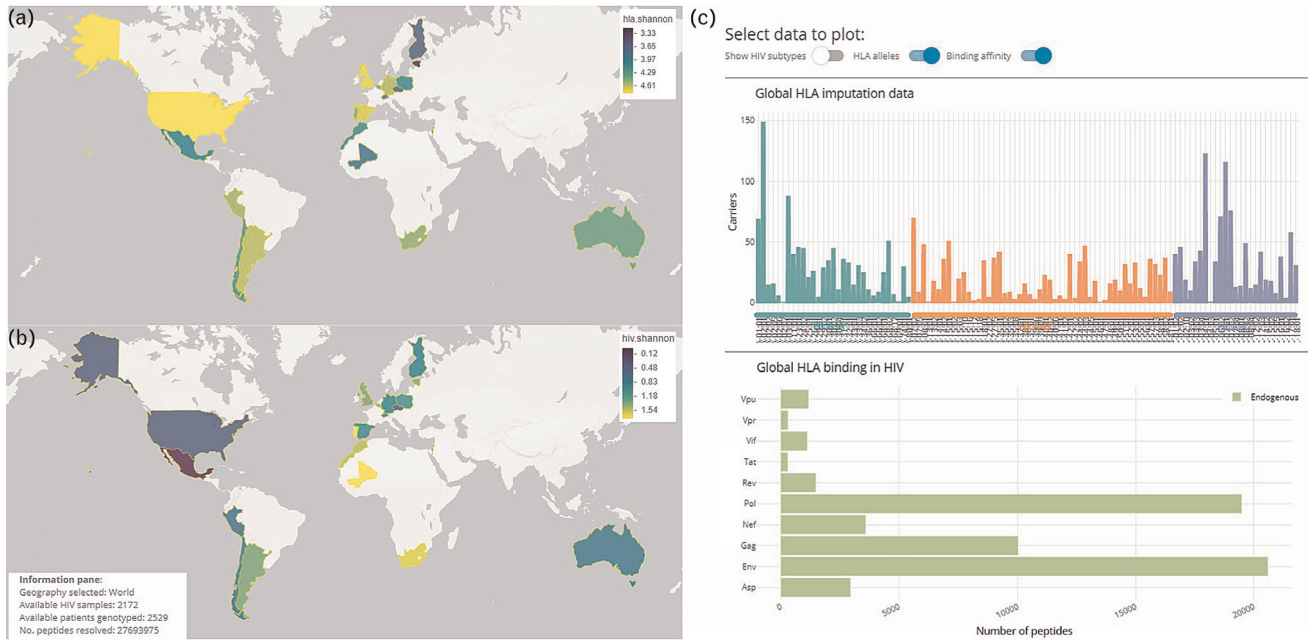 (a)
hla.shannon
3.33
3.65
3.97
4.29
4.61
(b)
hiv.shannon
0.12
0.48
0.83
1.18
1.54
Information pane:
Geography selected: World
Available HIV samples: 2172
Available patients genotyped: 2529
No. peptides resolved: 27693975
(c)
Select data to plot:
Show HIV subtypes HLA alleles Binding affinity
Global HLA imputation data
150
100
50
0
Carriers
Global HLA binding in HIV
Endogenous
Vpu
Vpr
Vif
Tat
Rev
Pol
Nef
Gag
Env
Asp
0 5000 10000 15000 20000
Number of peptides